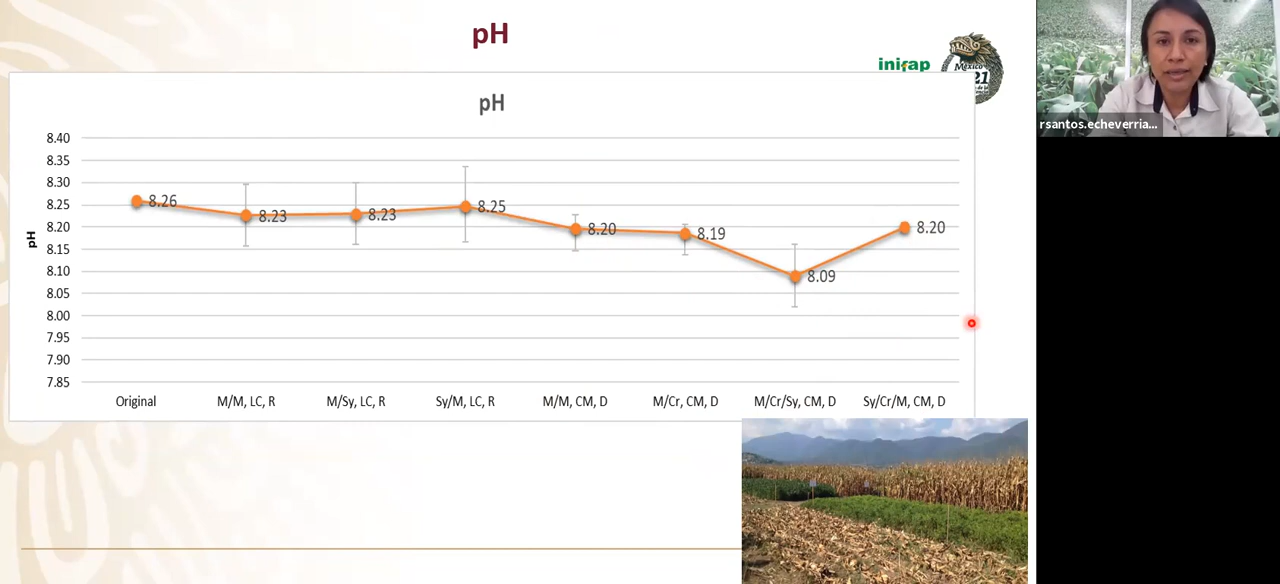 pH
inifap
México
21
rsantos.echeverria...
pH
8.40
8.35
8.30
8.25
8.20
8.15
8.10
8.05
8.00
7.95
7.90
7.85
pH
8.26
8.23
8.23
8.25
8.20
8.19
8.09
8.20
Original
M/M, LC, R
M/Sy, LC, R
Sy/M, LC, R
M/M, CM, D
M/Cr, CM, D
M/Cr/Sy, CM, D
Sy/Cr/M, CM, D